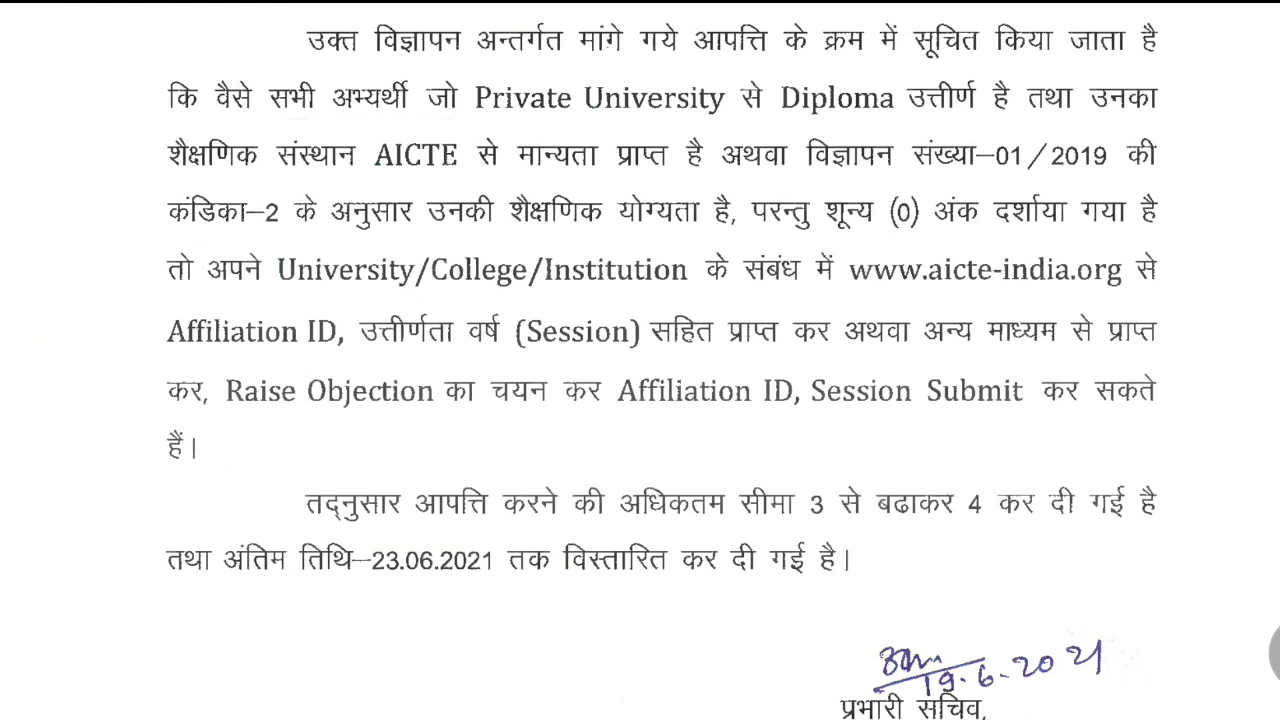 उक्त विज्ञापन अन्तर्गत मांगे गये आपत्ति के क्रम में सूचित किया जाता है
कि वैसे सभी अभ्यर्थी जो Private University से Diploma उत्तीर्ण है तथा उनका
शैक्षणिक संस्थान AICTE से मान्यता प्राप्त है अथवा विज्ञापन संख्या–01/2019 की
कंडिका–2 के अनुसार उनकी शैक्षणिक योग्यता है, परन्तु शून्य (0) अंक दर्शाया गया है
तो अपने University/College/Institution के संबंध में www.aicte-india.org से
Affiliation ID, उत्तीर्णता वर्ष (Session) सहित प्राप्त कर अथवा अन्य माध्यम से प्राप्त
कर, Raise Objection का चयन कर Affiliation ID, Session Submit कर सकते
हैं।
तद्नुसार आपत्ति करने की अधिकतम सीमा 3 से बढाकर 4 कर दी गई है
तथा अंतिम तिथि–23.06.2021 तक विस्तारित कर दी गई है।
19.6.2021
प्रभारी सचिव,